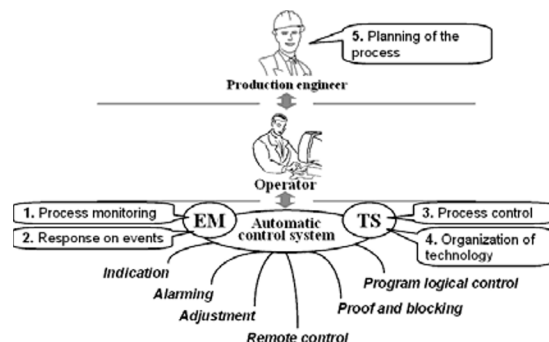 5. Planning of the
process
Production engineer
Operator
1. Process monitoring
2. Response on events
EM
Automatic
control system
TS
3. Process control
4. Organization of
technology
Indication
Alarming
Adjustment
Remote control
Proof and blocking
Program logical control